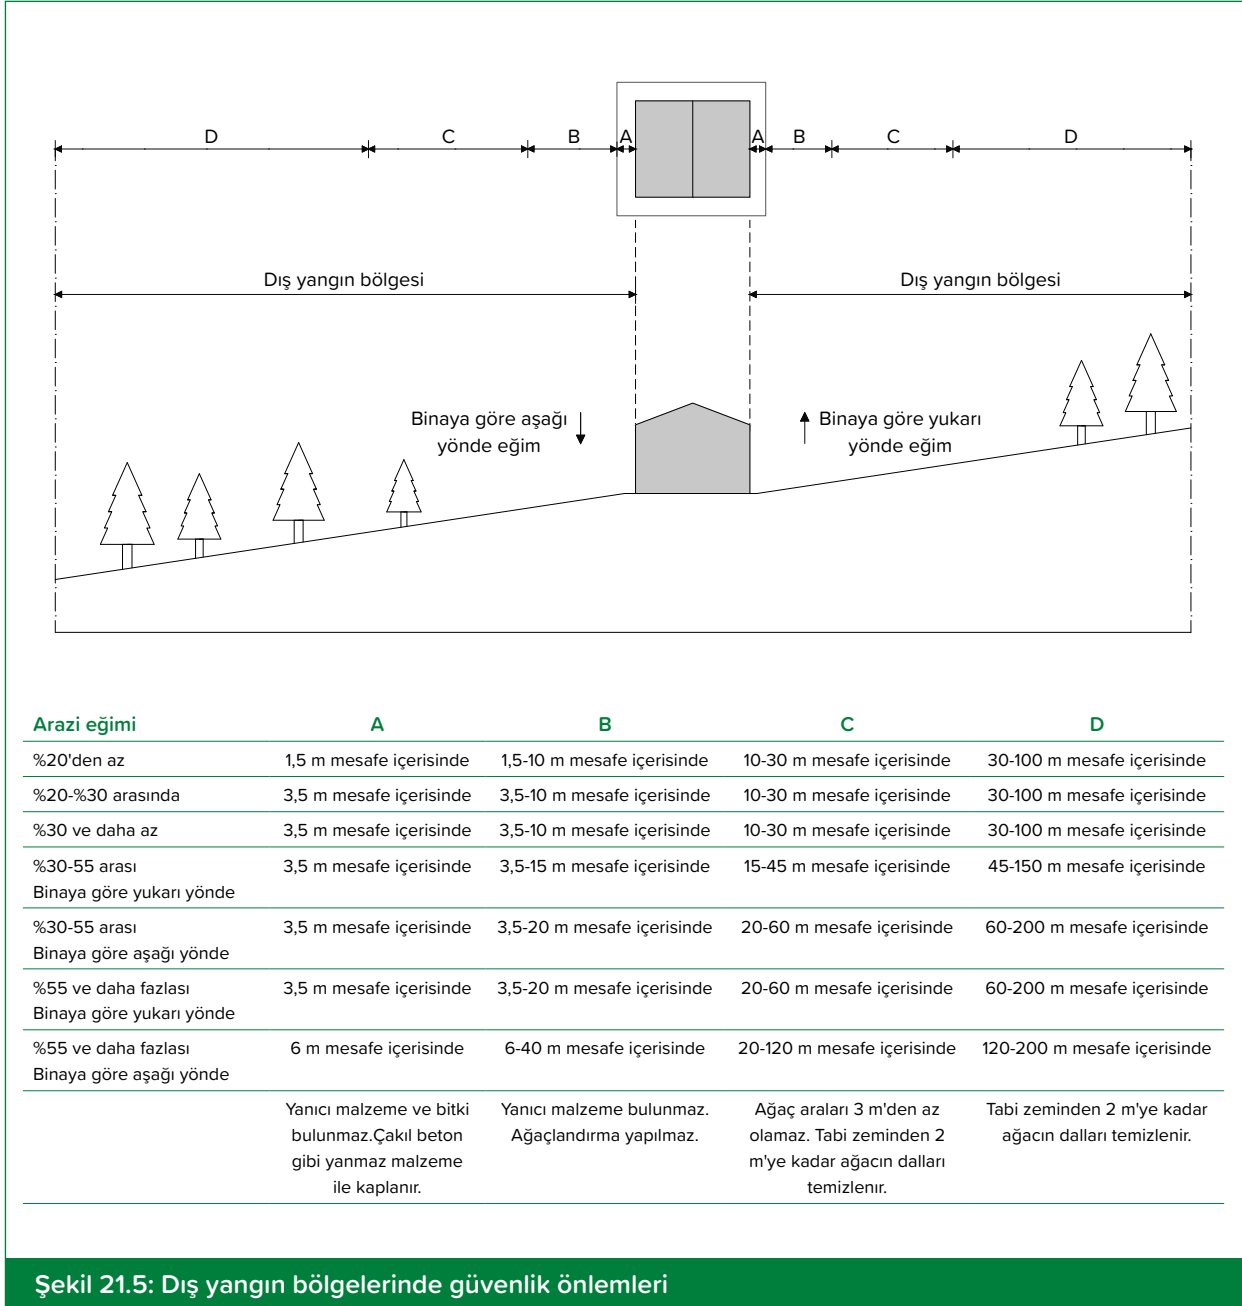 D C B A A B C D
Dış yangın bölgesi Dış yangın bölgesi
Binaya göre aşağı
yönde eğim
Binaya göre yukarı
yönde eğim
Arazi eğimi A B C D
%20'den az 1,5 m mesafe içerisinde 1,5-10 m mesafe içerisinde 10-30 m mesafe içerisinde 30-100 m mesafe içerisinde
%20-%30 arasında 3,5 m mesafe içerisinde 3,5-10 m mesafe içerisinde 10-30 m mesafe içerisinde 30-100 m mesafe içerisinde
%30 ve daha az 3,5 m mesafe içerisinde 3,5-10 m mesafe içerisinde 10-30 m mesafe içerisinde 30-100 m mesafe içerisinde
%30-55 arası 3,5 m mesafe içerisinde 3,5-15 m mesafe içerisinde 15-45 m mesafe içerisinde 45-150 m mesafe içerisinde
Binaya göre yukarı yönde
%30-55 arası 3,5 m mesafe içerisinde 3,5-20 m mesafe içerisinde 20-60 m mesafe içerisinde 60-200 m mesafe içerisinde
Binaya göre aşağı yönde
%55 ve daha fazlası 3,5 m mesafe içerisinde 3,5-20 m mesafe içerisinde 20-60 m mesafe içerisinde 60-200 m mesafe içerisinde
Binaya göre yukarı yönde
%55 ve daha fazlası 6 m mesafe içerisinde 6-40 m mesafe içerisinde 20-120 m mesafe içerisinde 120-200 m mesafe içerisinde
Binaya göre aşağı yönde
Yanıcı malzeme ve bitki
bulunmaz.Çakıl beton
gibi yanmaz malzeme
ile kaplanır.
Yanıcı malzeme bulunmaz.
Ağaçlandırma yapılmaz.
Ağaç araları 3 m'den az
olamaz. Tabi zeminden 2
m'ye kadar ağacın dalları
temizlenır.
Tabi zeminden 2 m'ye kadar
ağacın dalları temizlenir.
Şekil 21.5: Dış yangın bölgelerinde güvenlik önlemleri